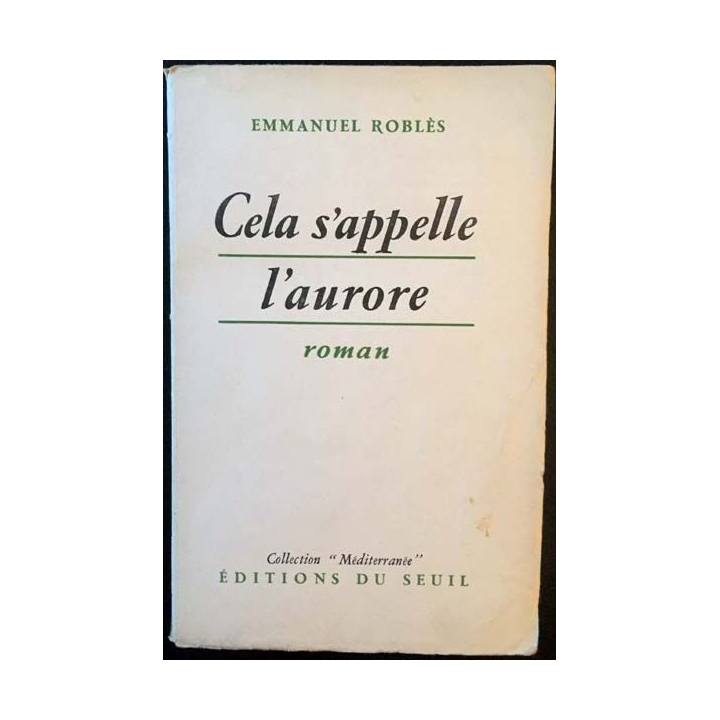 EMMANUEL ROBLÈS
Cela s'appelle
l'aurore
roman
Collection “Méditerranée”
ÉDITIONS DU SEUIL